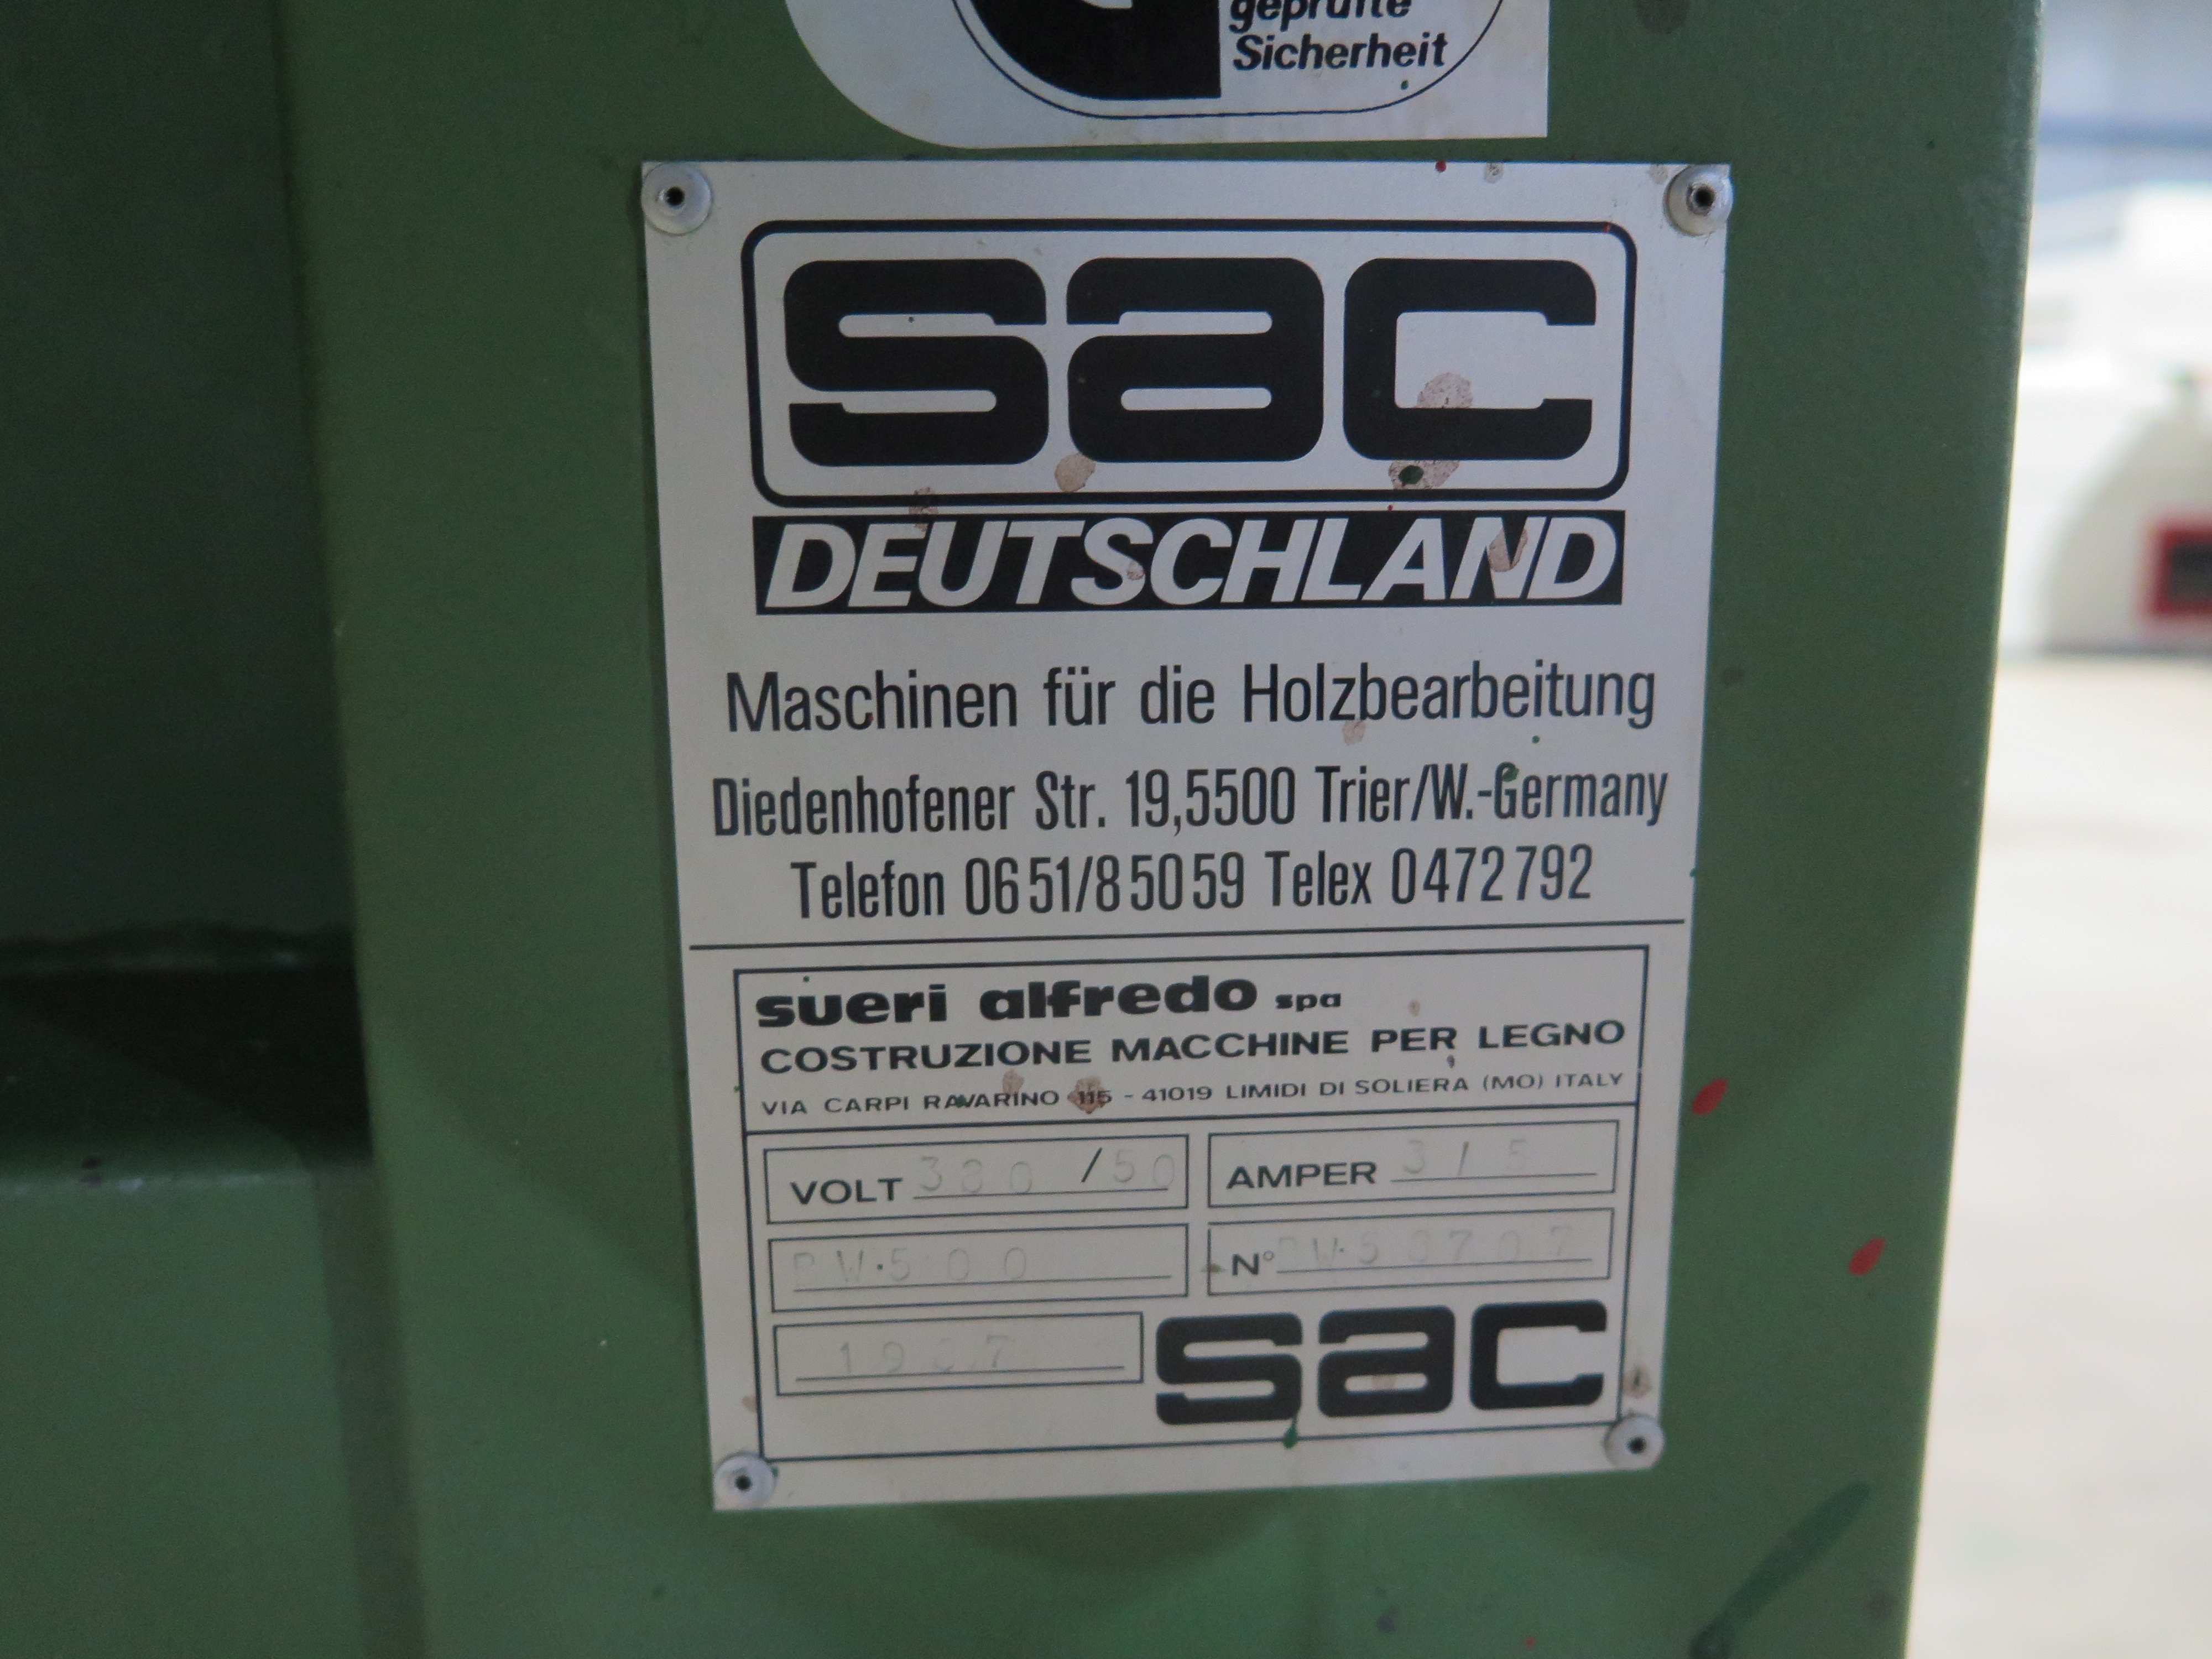 geprüfte
Sicherheit
sac
DEUTSCHLAND
Maschinen für die Holzbearbeitung
Diedenhofener Str. 19,5500 Trier/W.-Germany
Telefon 0651/85059 Telex 0472792
sueri alfredo spa
COSTRUZIONE MACCHINE PER LEGNO
VIA CARPI RAVARINO 115 - 41019 LIMIDI DI SOLIERA (MO) ITALY
VOLT 380 /50
AMPER
N°
sac